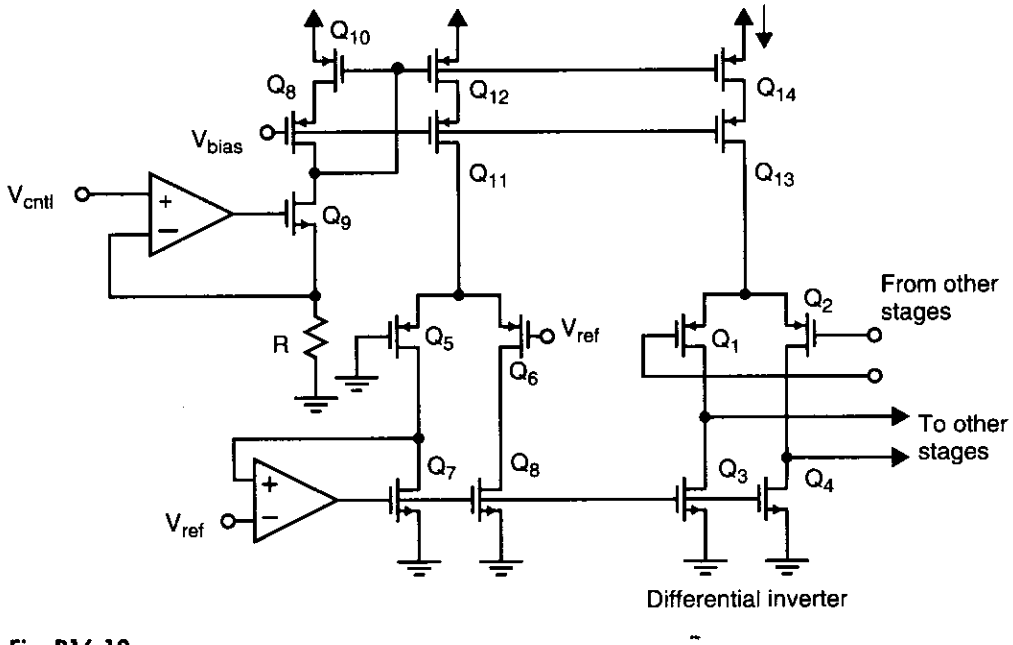 Q10
Q8
Q12
Q14
Vbias
Q11
Q13
Vcntl
+
−
Q9
From other
stages
Q2
Q5
Vref
Q1
R
Q6
To other
stages
Q7
Q8
Q3
Q4
+
Vref
−
Differential inverter